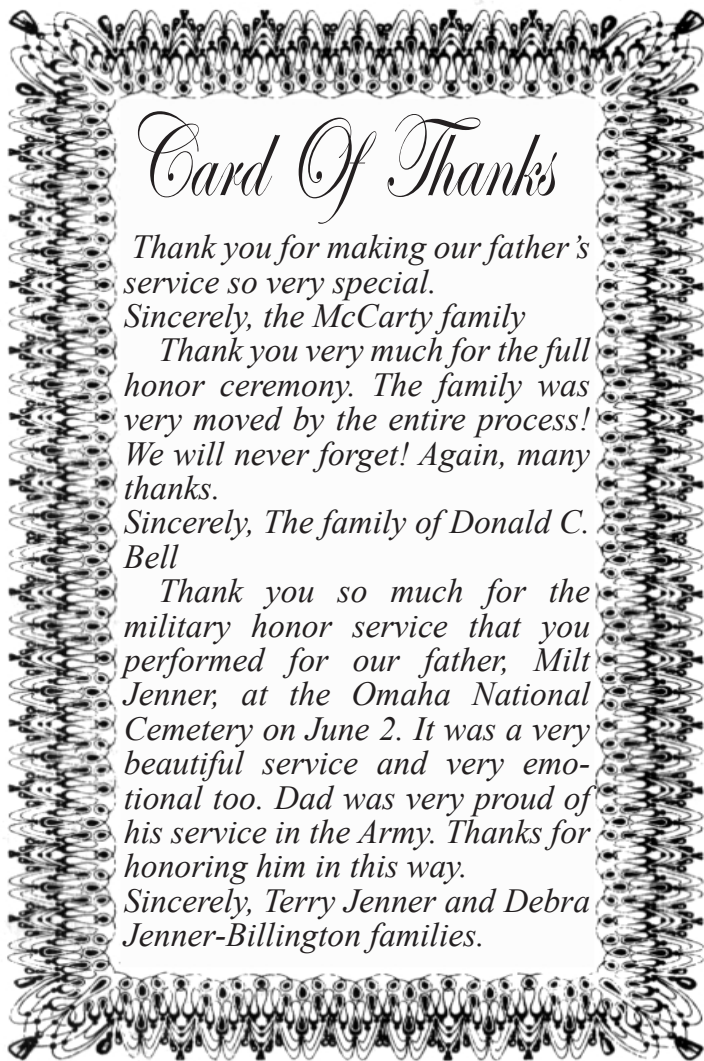 Card Of Thanks
Thank you for making our father's
service so very special.
Sincerely, the McCarty family
Thank you very much for the full
honor ceremony. The family was
very moved by the entire process!
We will never forget! Again, many
thanks.
Sincerely, The family of Donald C.
Bell
Thank you so much for the
military honor service that you
performed for our father, Milt
Jenner, at the Omaha National
Cemetery on June 2. It was a very
beautiful service and very emo-
tional too. Dad was very proud of
his service in the Army. Thanks for
honoring him in this way.
Sincerely, Terry Jenner and Debra
Jenner-Billington families.